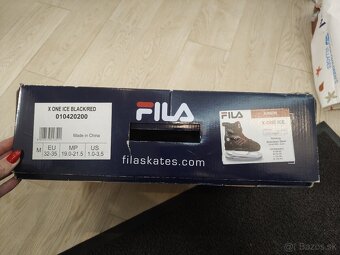 X ONE ICE BLACK/RED
010420200
Made in China
M
EU
MP
US
32-35
19.0-21.5
1.0-3.5
FILA
filaskates.com
FILA
JUNIOR
X-ONE ICE
bazos.sk